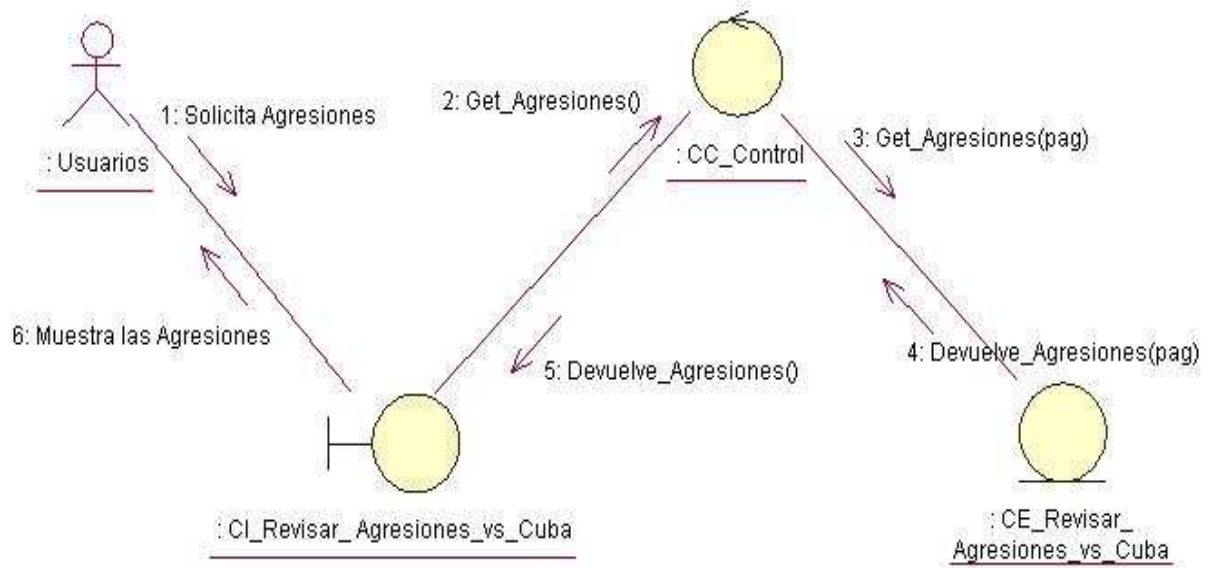 1: Solicita Agresiones
2: Get_Agresiones()
: Usuarios
: CC_Control
3: Get_Agresiones(pag)
6: Muestra las Agresiones
5: Devuelve_Agresiones()
4: Devuelve_Agresiones(pag)
: CI_Revisar_ Agresiones_vs_Cuba
: CE_Revisar_
Agresiones_vs_Cuba